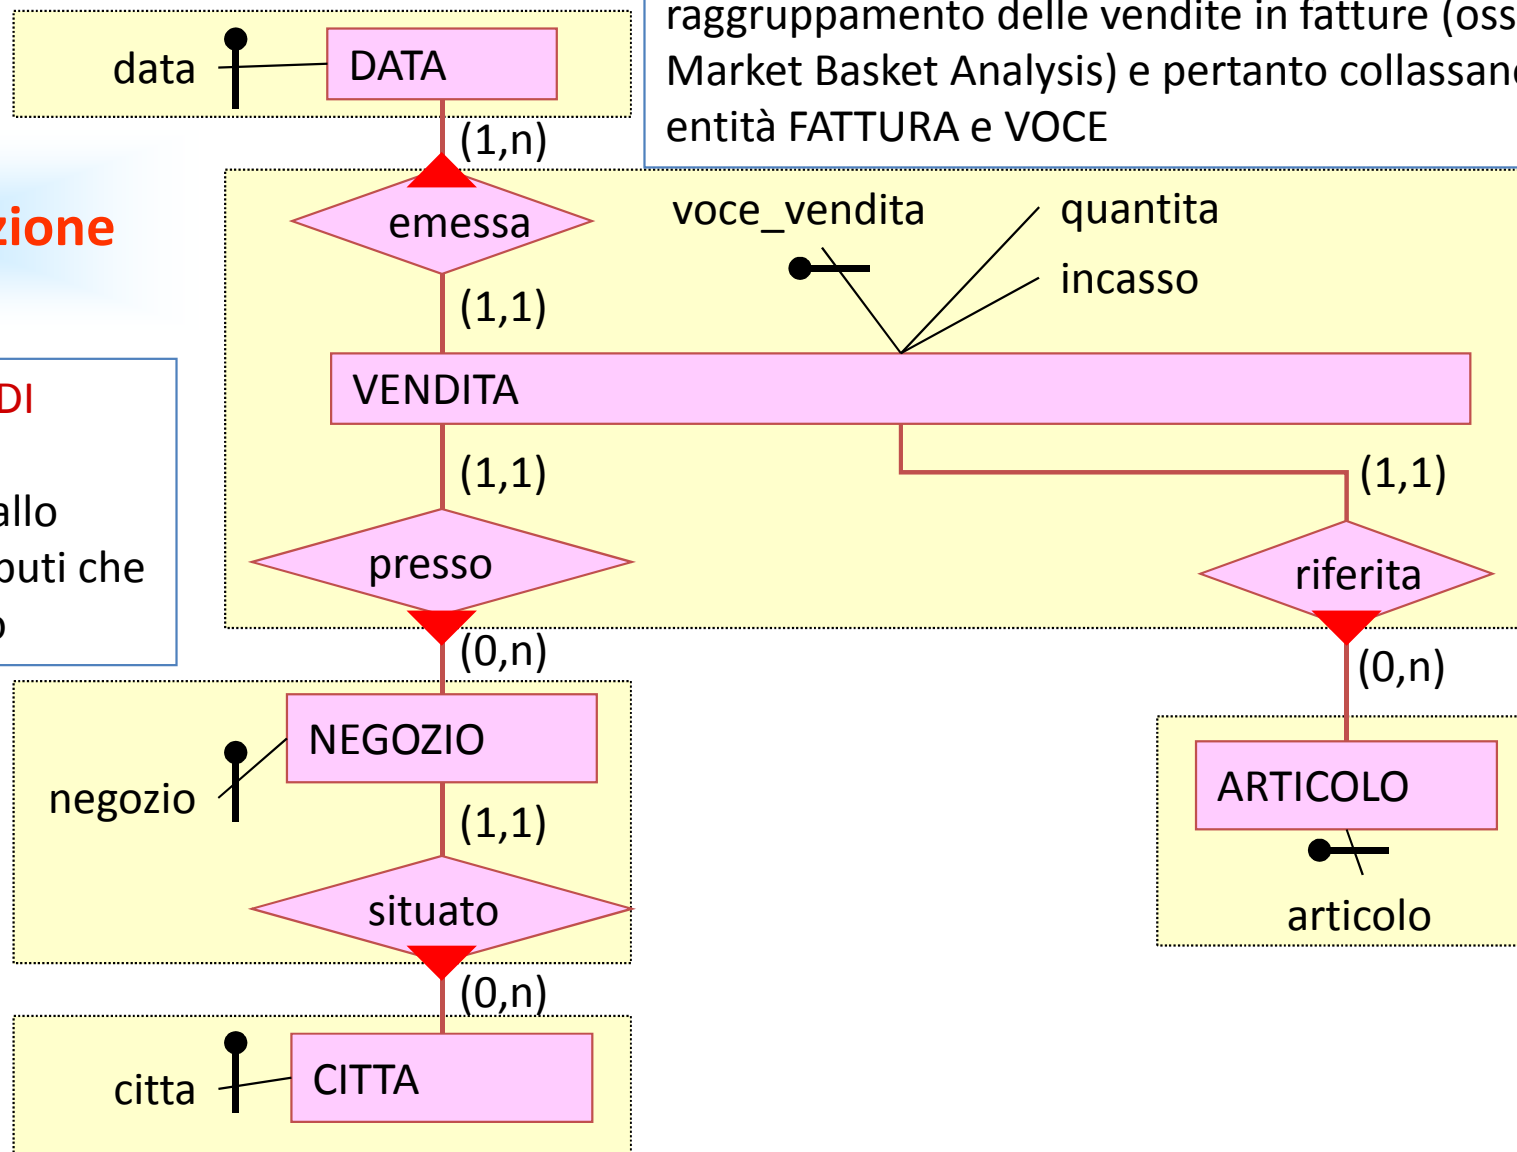 raggruppamento delle vendite in fatture (oss
Market Basket Analysis) e pertanto collassano
entità FATTURA e VOCE
data
DATA
(1,n)
zione
emessa
voce_vendita
quantita
incasso
(1,1)
DI
VENDITA
allo
buti che
o
(1,1)
(1,1)
presso
riferita
(0,n)
(0,n)
NEGOZIO
negozio
ARTICOLO
(1,1)
situato
articolo
(0,n)
citta
CITTA